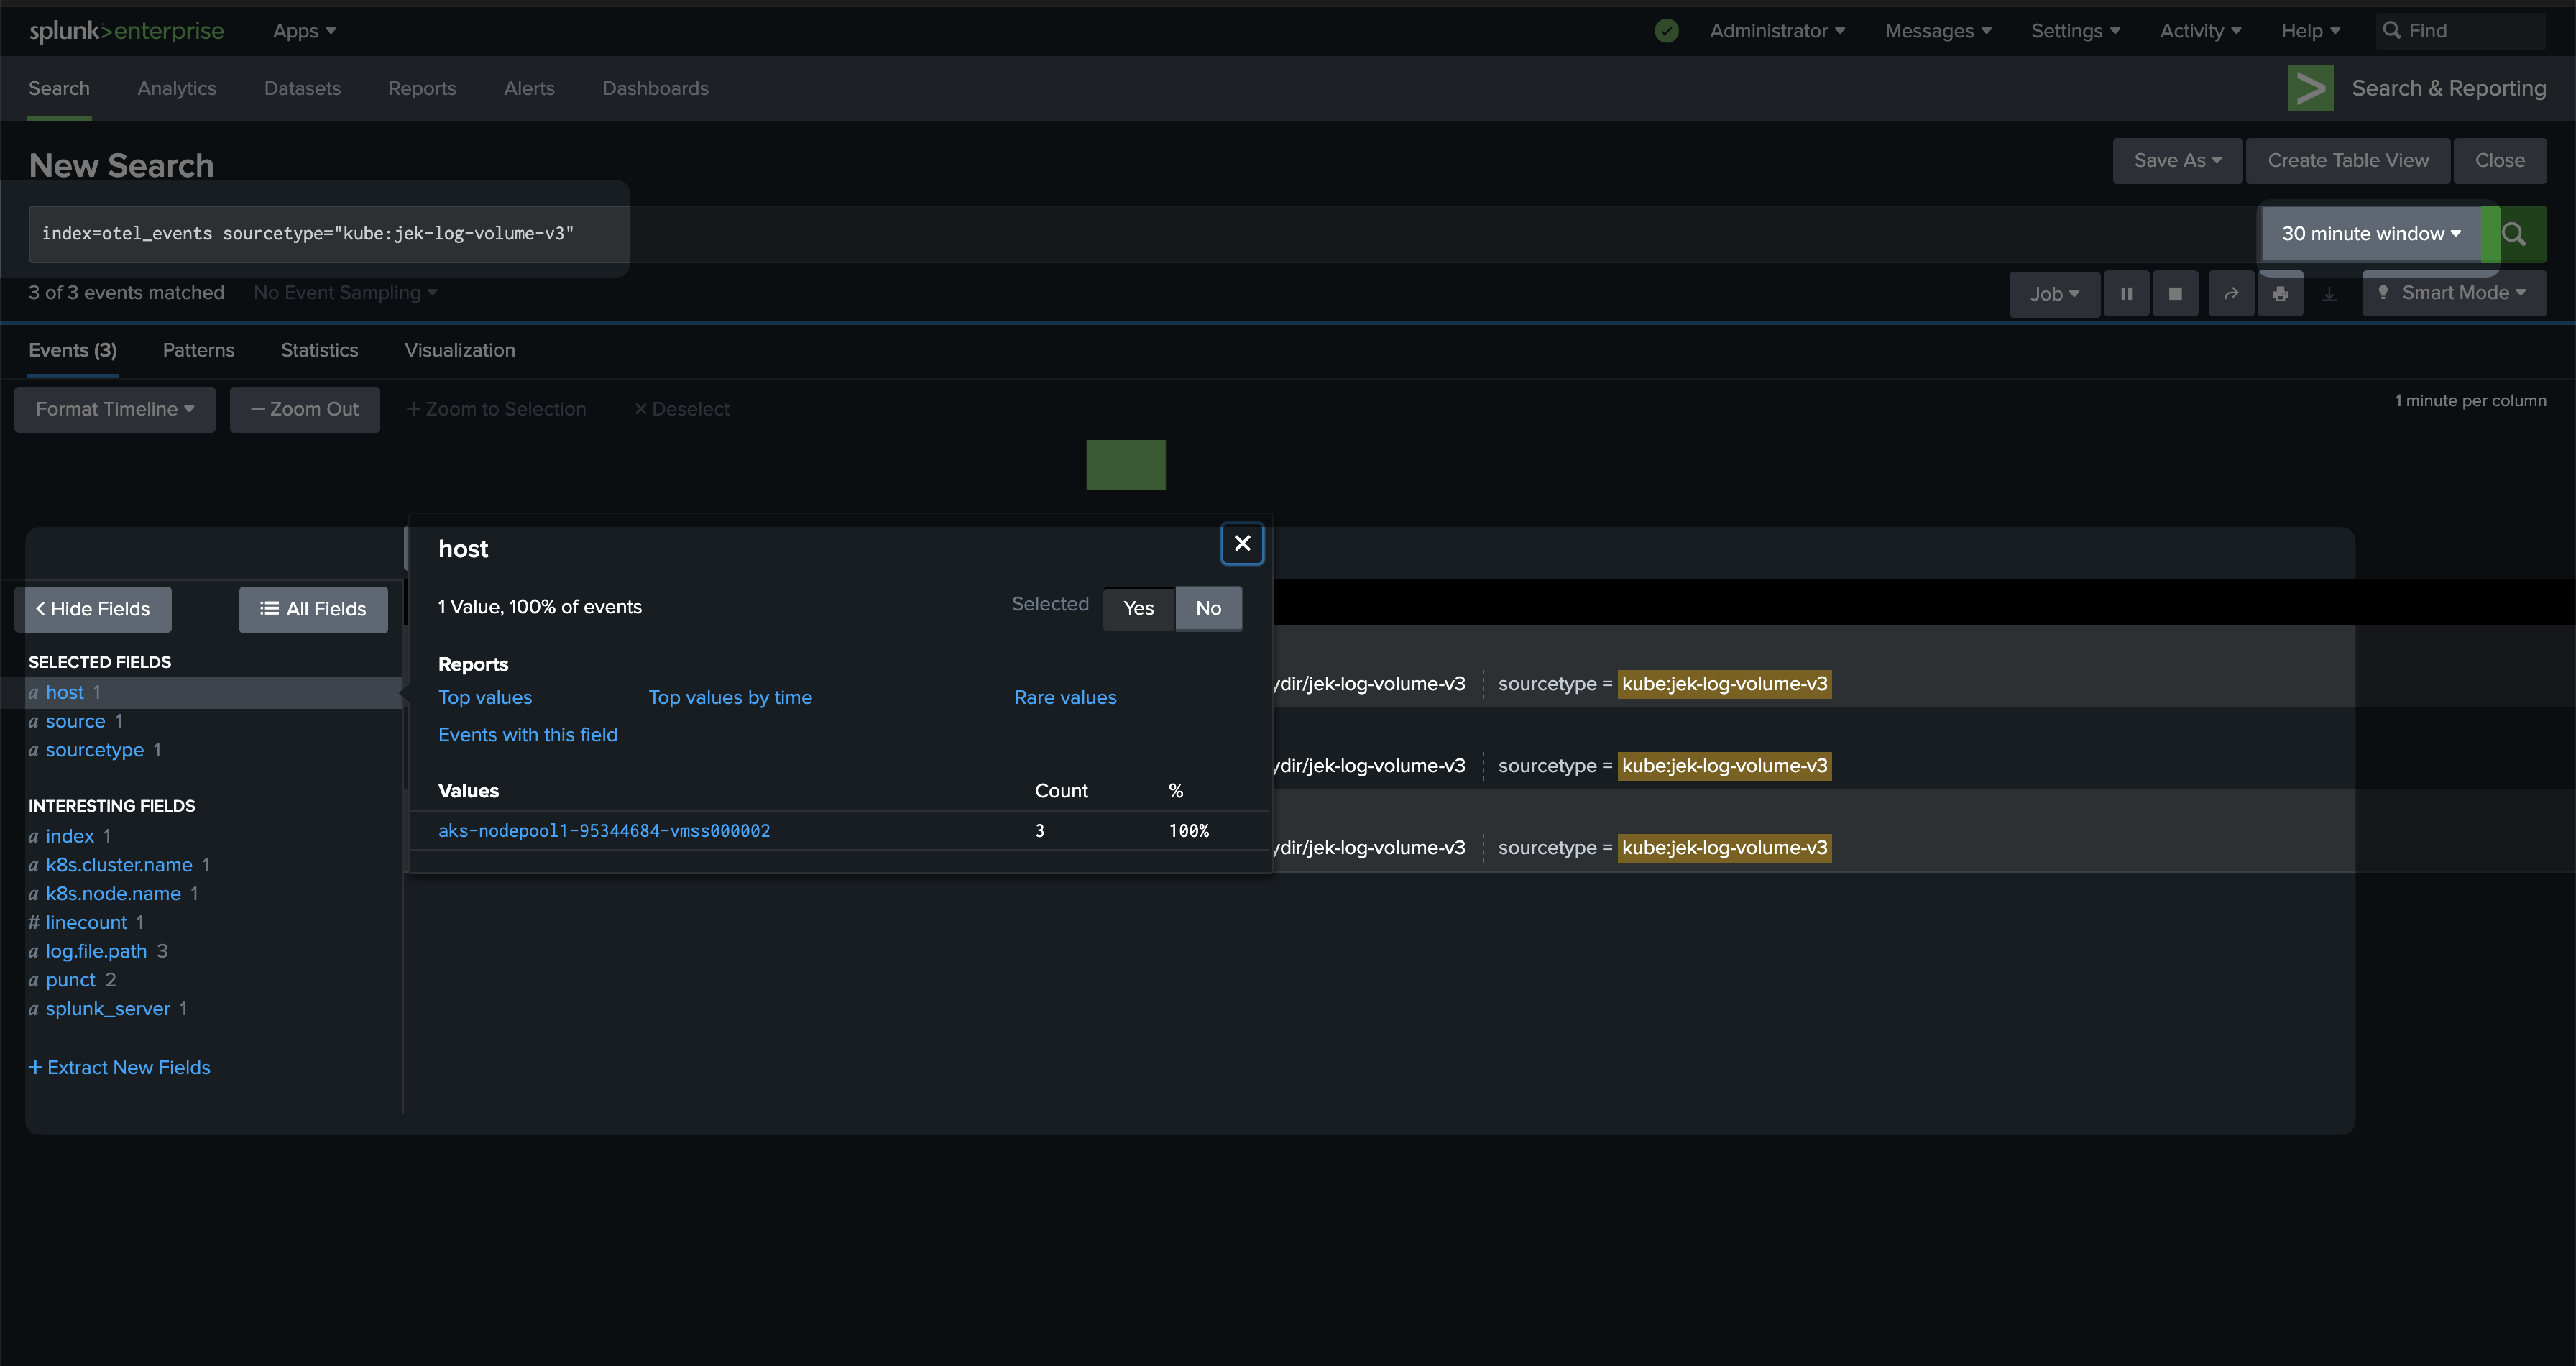 splunk>enterprise Apps Administrator Messages Settings Activity Help Find
Search Analytics Datasets Reports Alerts Dashboards Search & Reporting
New Search Save As Create Table View Close
index=otel_events sourcetype="kube:jek-log-volume-v3" 30 minute window
3 of 3 events matched No Event Sampling Job Smart Mode
Events (3) Patterns Statistics Visualization
Format Timeline — Zoom Out + Zoom to Selection × Deselect 1 minute per column
host
< Hide Fields All Fields 1 Value, 100% of events Selected Yes No
SELECTED FIELDS
a host 1
a source 1
a sourcetype 1
INTERESTING FIELDS
a index 1
a k8s.cluster.name 1
a k8s.node.name 1
# linecount 1
a log.file.path 3
a punct 2
a splunk_server 1
+ Extract New Fields
Reports
Top values Top values by time Rare values
Events with this field
Values Count %
aks-nodepool1-95344684-vmss000002 3 100%
ydir/jek-log-volume-v3 sourcetype = kube:jek-log-volume-v3
ydir/jek-log-volume-v3 sourcetype = kube:jek-log-volume-v3
ydir/jek-log-volume-v3 sourcetype = kube:jek-log-volume-v3